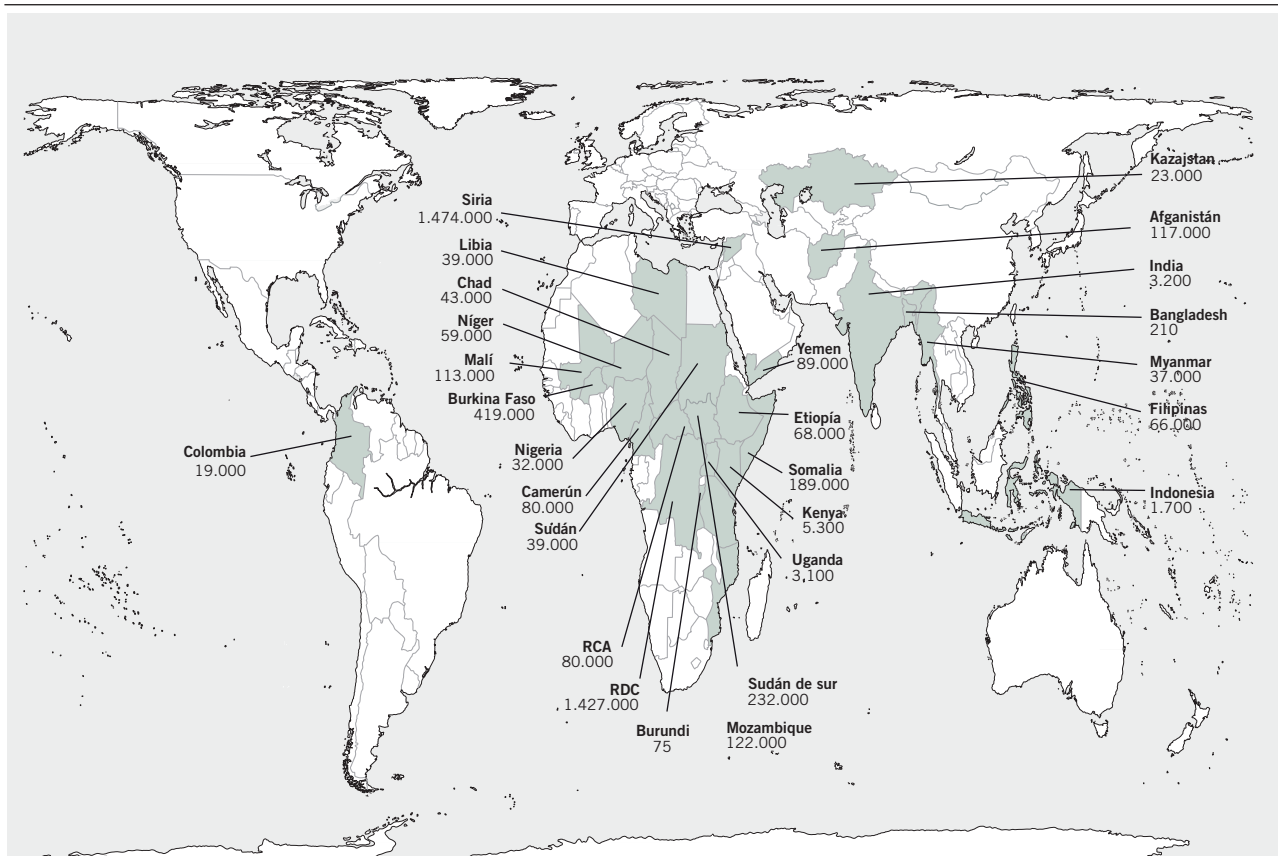 Siria
1.474.000
Libia
39.000
Chad
43.000
Níger
59.000
Malí
113.000
Burkina Faso
419.000
Nigeria
32.000
Camerún
80.000
Sudán
39.000
Colombia
19.000
RCA
80.000
RDC
1.427.000
Burundi
75
Mozambique
122.000
Sudán de sur
232.000
Uganda
3,100
Kenya
5.300
Somalia
189.000
Etiopía
68.000
Yemen
89.000
Kazajstan
23.000
Afganistán
117.000
India
3.200
Bangladesh
210
Myanmar
37.000
Filipinas
66.000
Indonesia
1.700